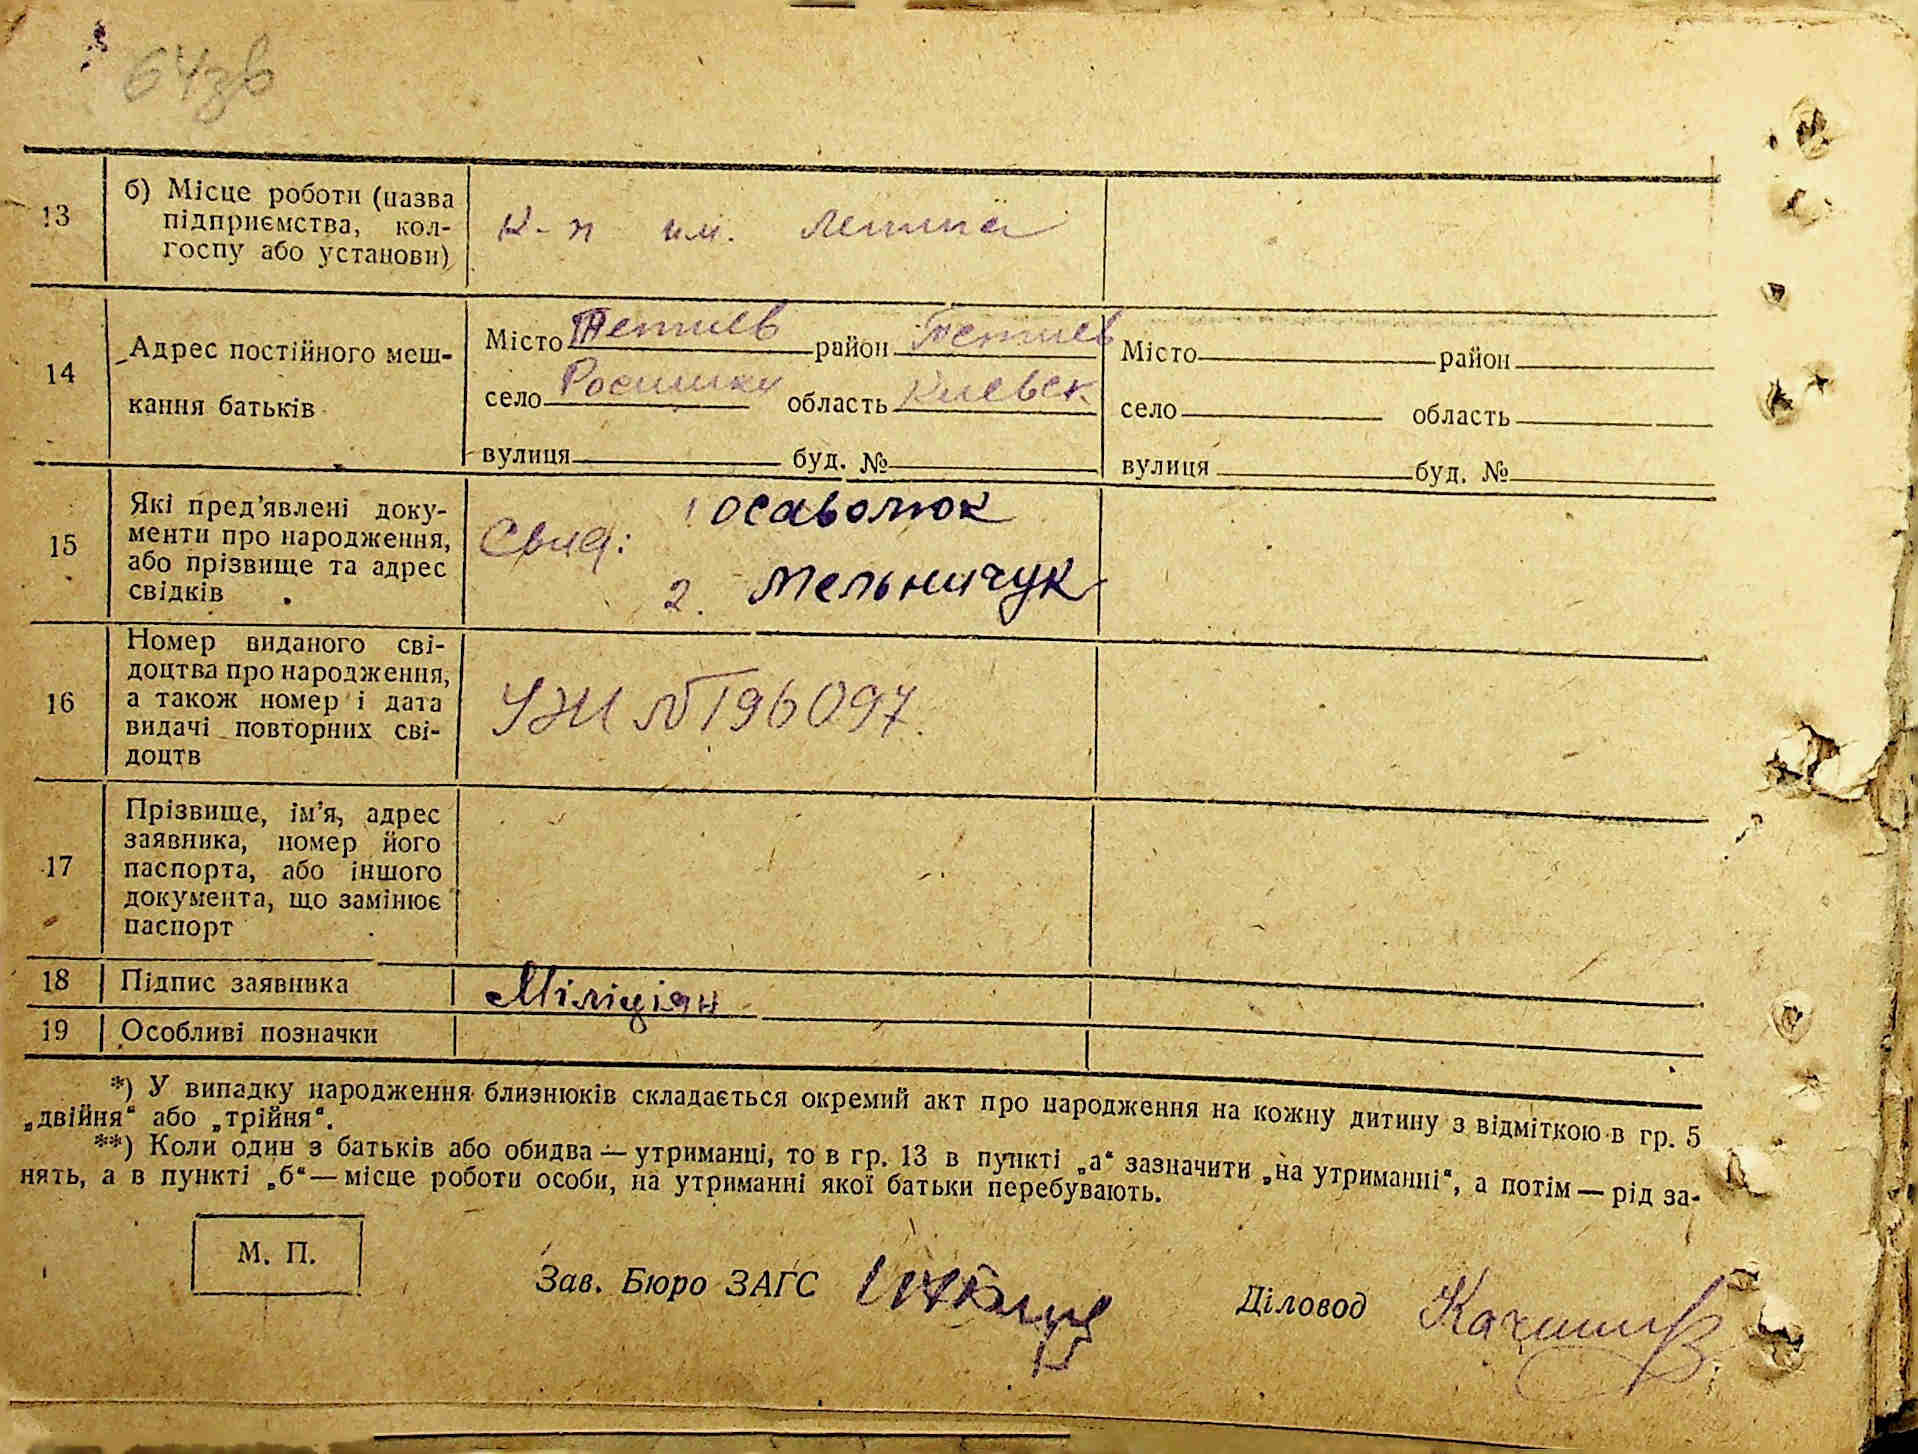 64зв
13
б) Місце роботи (назва
підприємства, кол-
госпу або установи)
к-п им. Ленина
14
Адрес постійного меш-
кання батьків
Місто Тетиев район Тетиев
село Росишки область Киевск.
вулиця буд. №
Місто район
село область
вулиця буд. №
15
Які пред’явлені доку-
менти про народження,
або прізвище та адрес
свідків
Свид: 1 осаволюк
2. Мельничук
16
Номер виданого сві-
доцтва про народження,
а також номер і дата
видачі повторних сві-
доцтв
УЖИ № 196097.
17
Прізвище, ім’я, адрес
заявника, номер його
паспорта, або іншого
документа, що замінює
паспорт
18
Підпис заявника
Міліціян
19
Особливі позначки
*) У випадку народження близнюків складається окремий акт про народження на кожну дитину з відміткою в гр. 5
„двійня“ або „трійня“.
**) Коли один з батьків або обидва — утриманці, то в гр. 13 в пункті „а“ зазначити „на утриманні“, а потім — рід за-
нять, а в пункті „б“ — місце роботи особи, на утриманні якої батьки перебувають.
М. П.
Зав. Бюро ЗАГС
Діловод